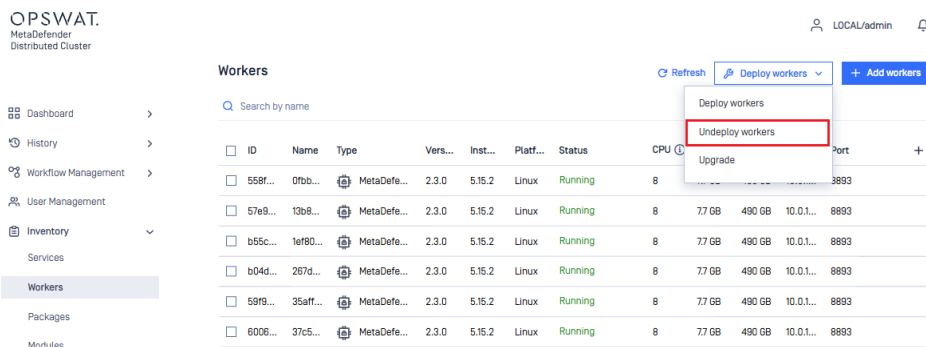 OPSWAT.
MetaDefender
Distributed Cluster
LOCAL/admin
Workers
Refresh
Deploy workers
+ Add workers
Search by name
Deploy workers
Undeploy workers
Upgrade
Dashboard
History
Workflow Management
User Management
Inventory
Services
Workers
Packages
Modules
ID Name Type Vers... Inst... Platf... Status CPU Port +
558f... 0fbb... MetaDefe... 2.3.0 5.15.2 Linux Running 8 8893
57e9... 13b8... MetaDefe... 2.3.0 5.15.2 Linux Running 8 7.7 GB 490 GB 10.0.1... 8893
b55c... 1ef80... MetaDefe... 2.3.0 5.15.2 Linux Running 8 7.7 GB 490 GB 10.0.1... 8893
b04d... 267d... MetaDefe... 2.3.0 5.15.2 Linux Running 8 7.7 GB 490 GB 10.0.1... 8893
59f9... 35aff... MetaDefe... 2.3.0 5.15.2 Linux Running 8 7.7 GB 490 GB 10.0.1... 8893
6006... 37c5... MetaDefe... 2.3.0 5.15.2 Linux Running 8 7.7 GB 490 GB 10.0.1... 8893